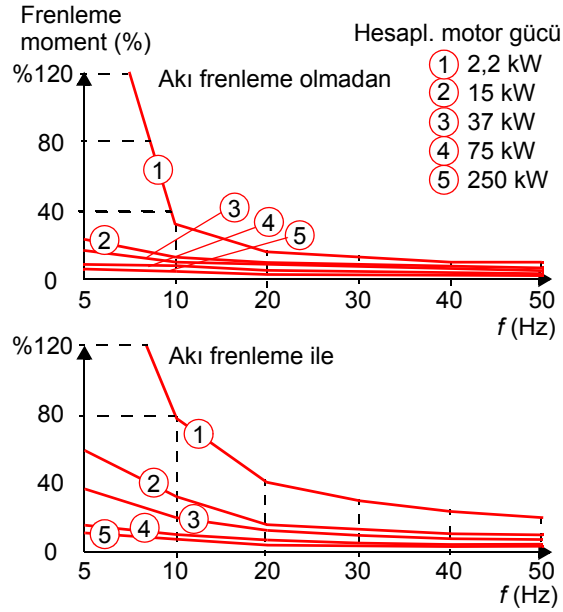 Frenleme
moment (%)
Hesapl. motor gücü
1 2,2 kW
2 15 kW
3 37 kW
4 75 kW
5 250 kW
%120
Akı frenleme olmadan
80
1
40
2
3
4
5
0
5 10 20 30 40 50
f (Hz)
%120
Akı frenleme ile
80
1
40
2
3
4
5
0
5 10 20 30 40 50
f (Hz)